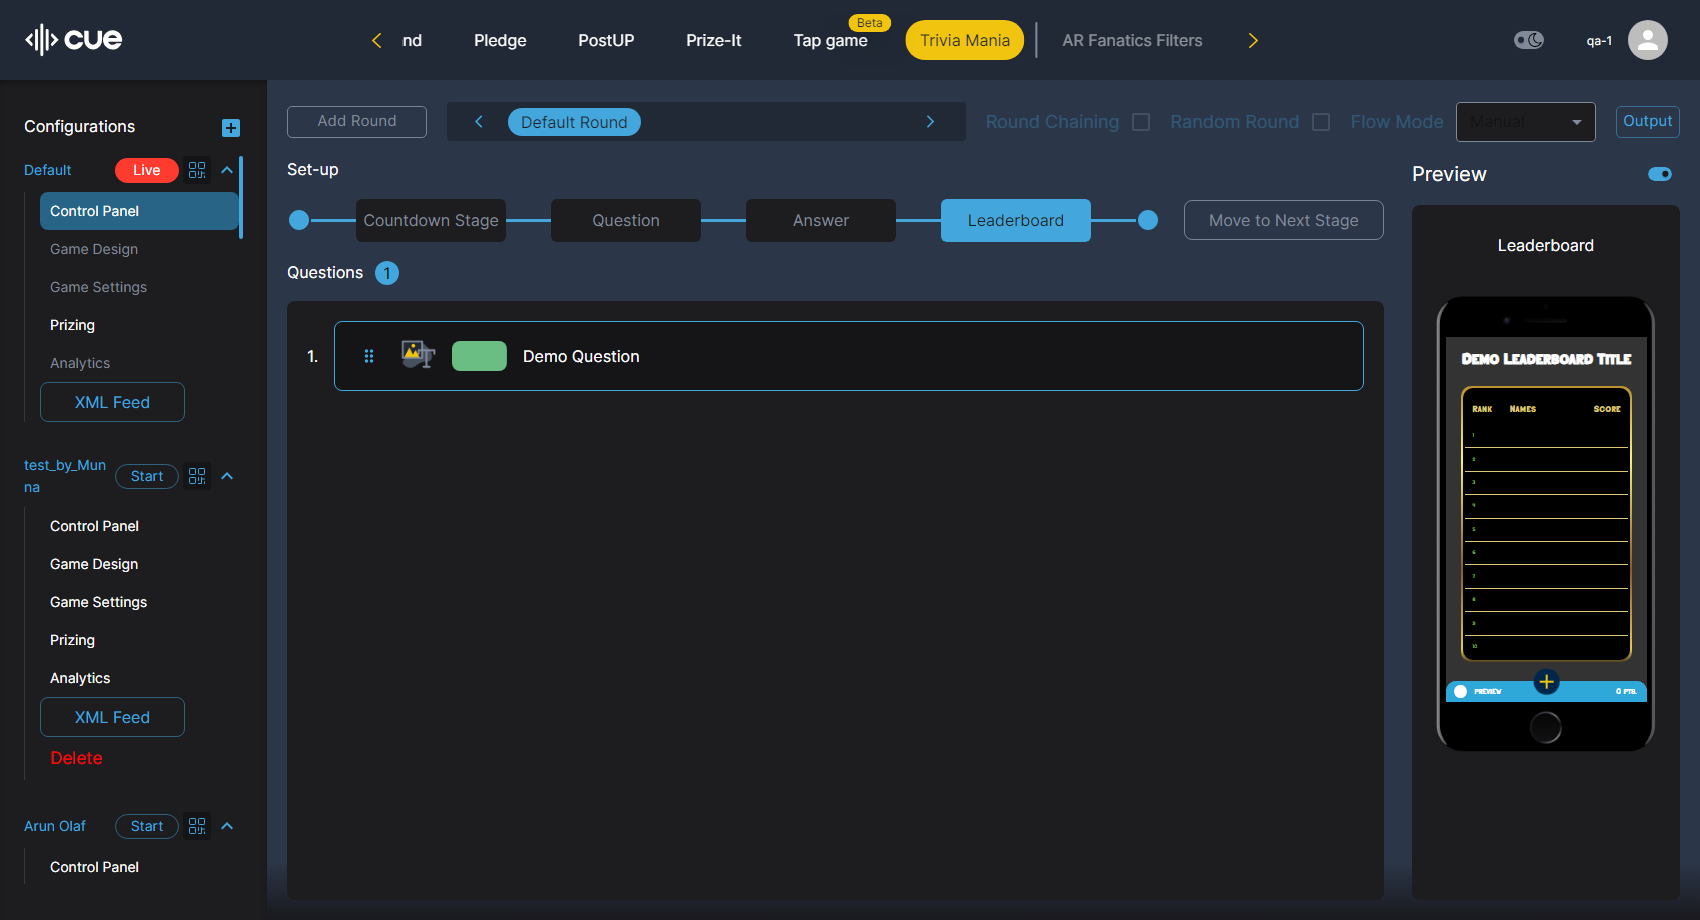 cue
nd
Pledge
PostUP
Prize-It
Tap game
Beta
Trivia Mania
AR Fanatics Filters
qa-1
Configurations
Default
Live
Control Panel
Game Design
Game Settings
Prizing
Analytics
XML Feed
test_by_Mun
na
Start
Control Panel
Game Design
Game Settings
Prizing
Analytics
XML Feed
Delete
Arun Olaf
Start
Control Panel
Add Round
Default Round
Round Chaining
Random Round
Flow Mode
Manual
Output
Set-up
Countdown Stage
Question
Answer
Leaderboard
Move to Next Stage
Questions 1
1.
Demo Question
Preview
Leaderboard
Demo Leaderboard Title
Rank Names Score
1
2
3
4
5
6
7
8
9
10
PREVIEW
0 PTS.